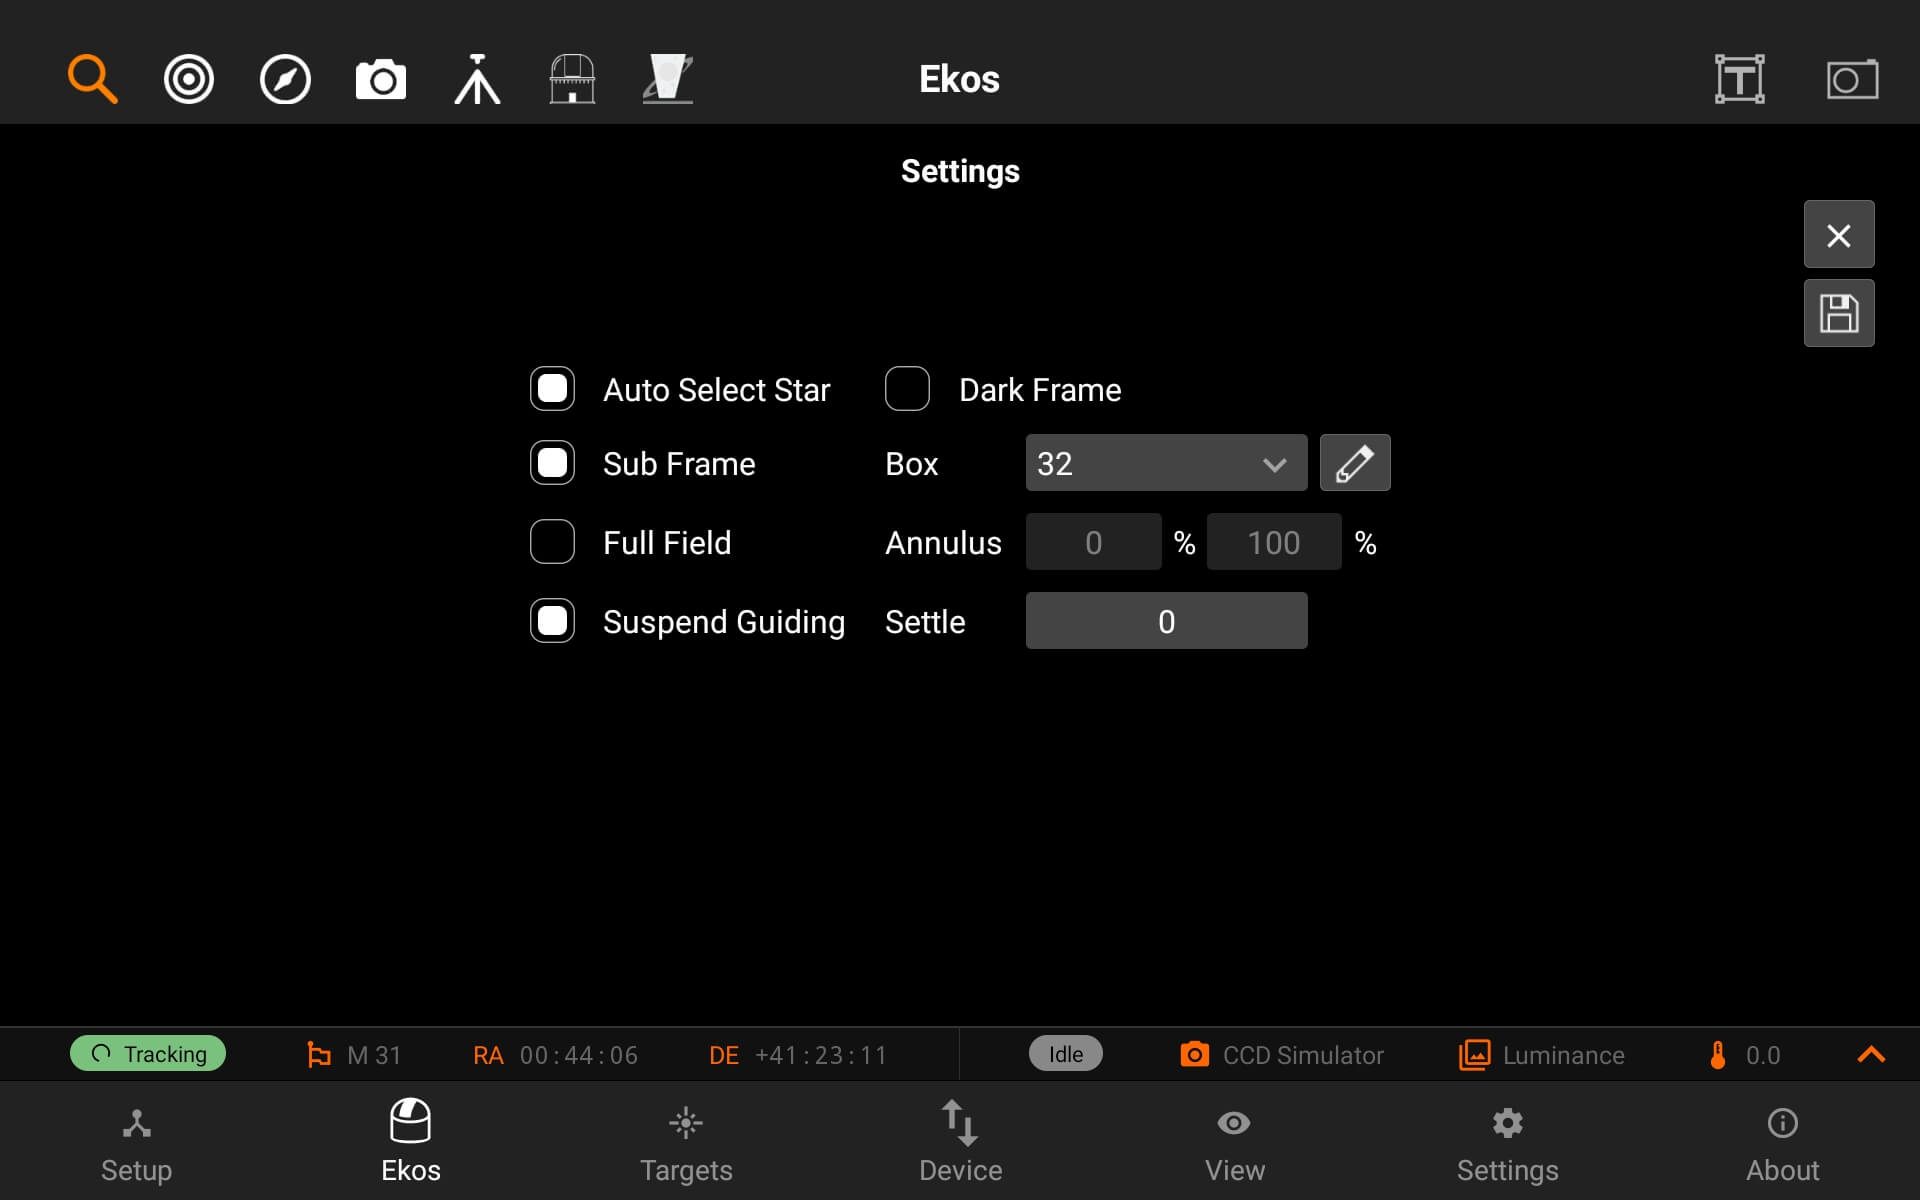 Ekos
Settings
Auto Select Star Dark Frame
Sub Frame Box 32
Full Field Annulus 0 % 100 %
Suspend Guiding Settle 0
Tracking M 31 RA 00:44:06 DE +41:23:11 Idle CCD Simulator Luminance 0.0
Setup Ekos Targets Device View Settings About